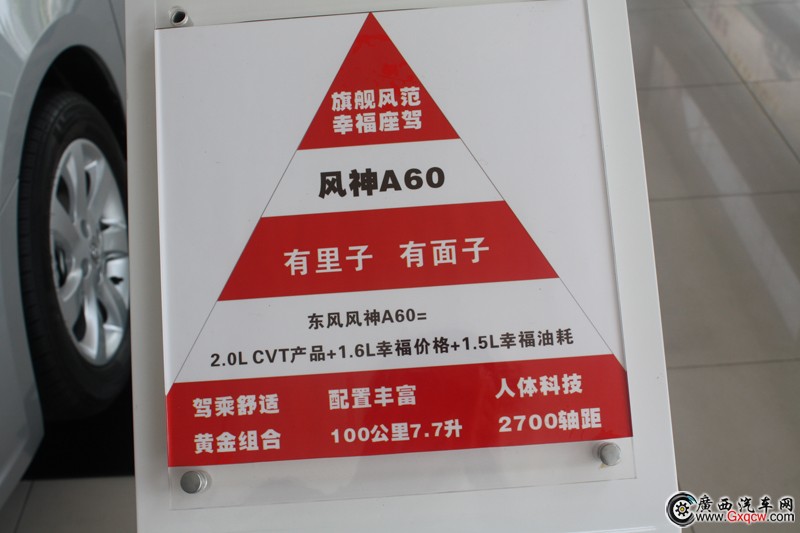 旗舰风范
幸福座驾
风神A60
有里子 有面子
东风风神A60=
2.0L CVT产品+1.6L幸福价格+1.5L幸福油耗
驾乘舒适 配置丰富 人体科技
黄金组合 100公里7.7升 2700轴距
廣西汽车网
www.Gxqcw.com